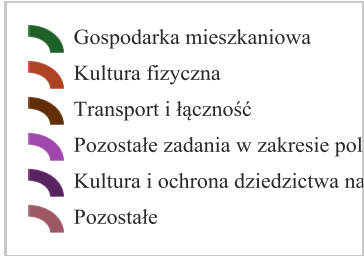 Gospodarka mieszkaniowa
Kultura fizyczna
Transport i łączność
Pozostałe zadania w zakresie pol
Kultura i ochrona dziedzictwa na
Pozostałe